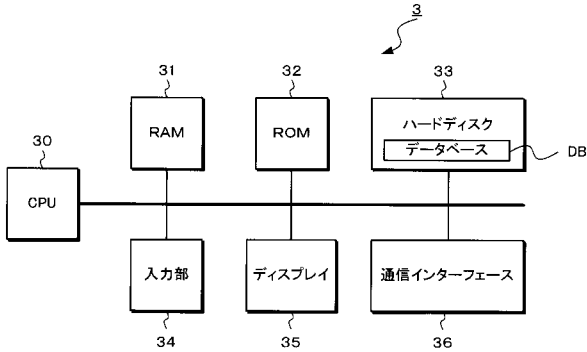 3
31
32
33
RAM
ROM
ハードディスク
データベース
DB
30
CPU
入力部
ディスプレイ
通信インターフェース
34
35
36